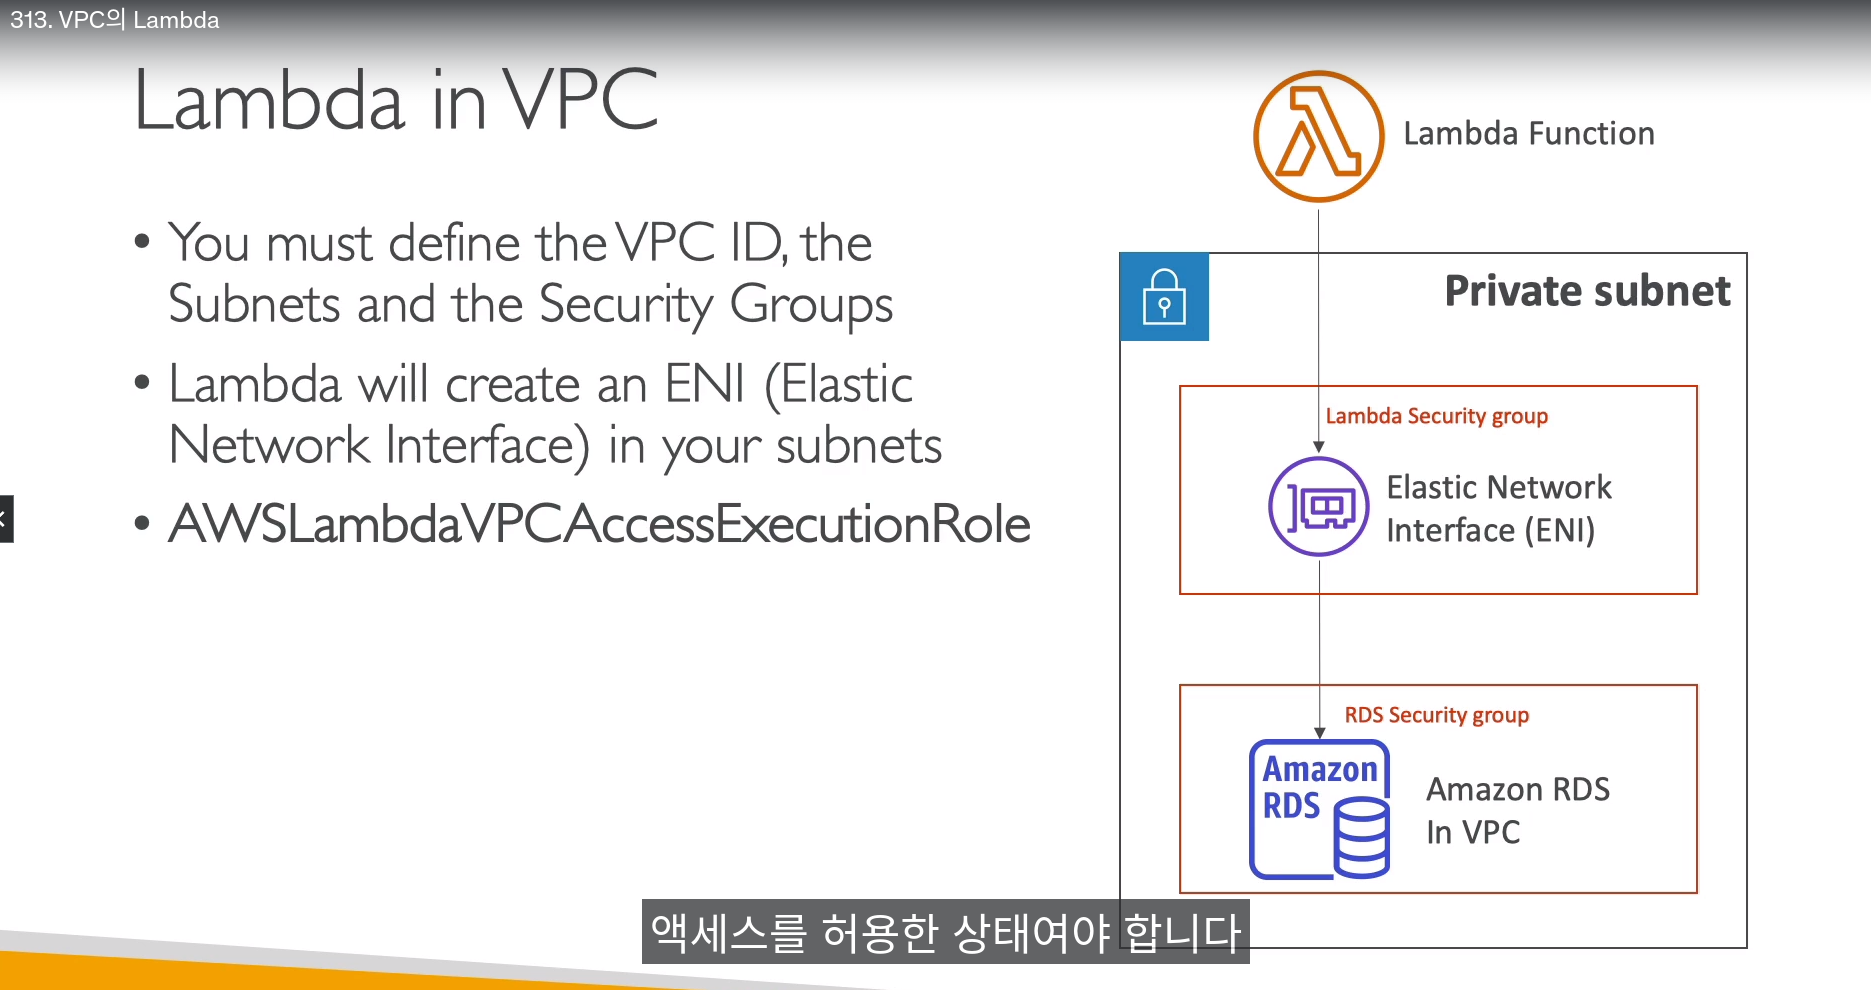 313. VPC의 Lambda
Lambda in VPC
• You must define the VPC ID, the
Subnets and the Security Groups
• Lambda will create an ENI (Elastic
Network Interface) in your subnets
• AWSLambdaVPCAccessExecutionRole
Lambda Function
Private subnet
Lambda Security group
Elastic Network
Interface (ENI)
RDS Security group
Amazon
RDS
Amazon RDS
In VPC
액세스를 허용한 상태여야 합니다